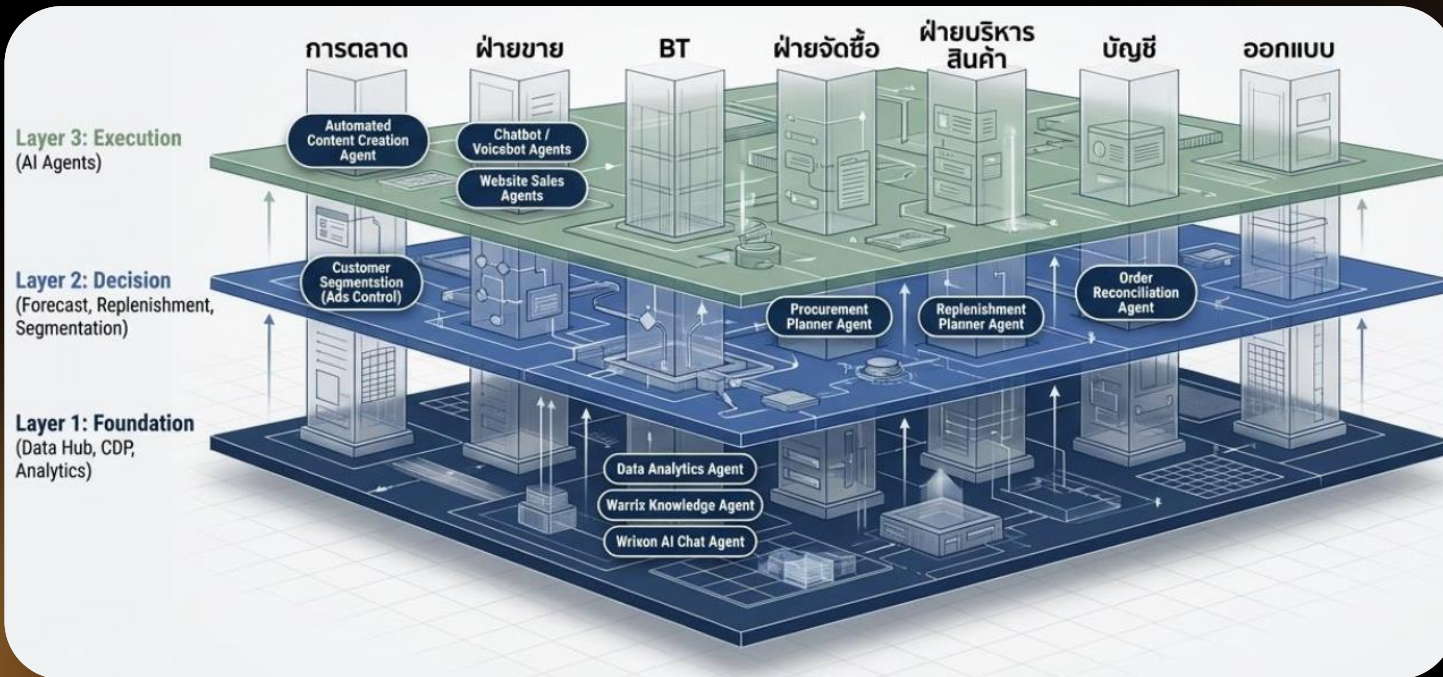 การตลาด
ฝ่ายขาย
BT
ฝ่ายจัดซื้อ
ฝ่ายบริหาร
สินค้า
บัญชี
ออกแบบ
Layer 3: Execution
(AI Agents)
Automated
Content Creation
Agent
Chatbot /
Voicebot Agents
Website Sales
Agents
Layer 2: Decision
(Forecast, Replenishment,
Segmentation)
Customer
Segmentstion
(Ads Control)
Procurement
Planner Agent
Replenishment
Planner Agent
Order
Reconciliation
Agent
Layer 1: Foundation
(Data Hub, CDP,
Analytics)
Data Analytics Agent
Warrix Knowledge Agent
Wrixon AI Chat Agent